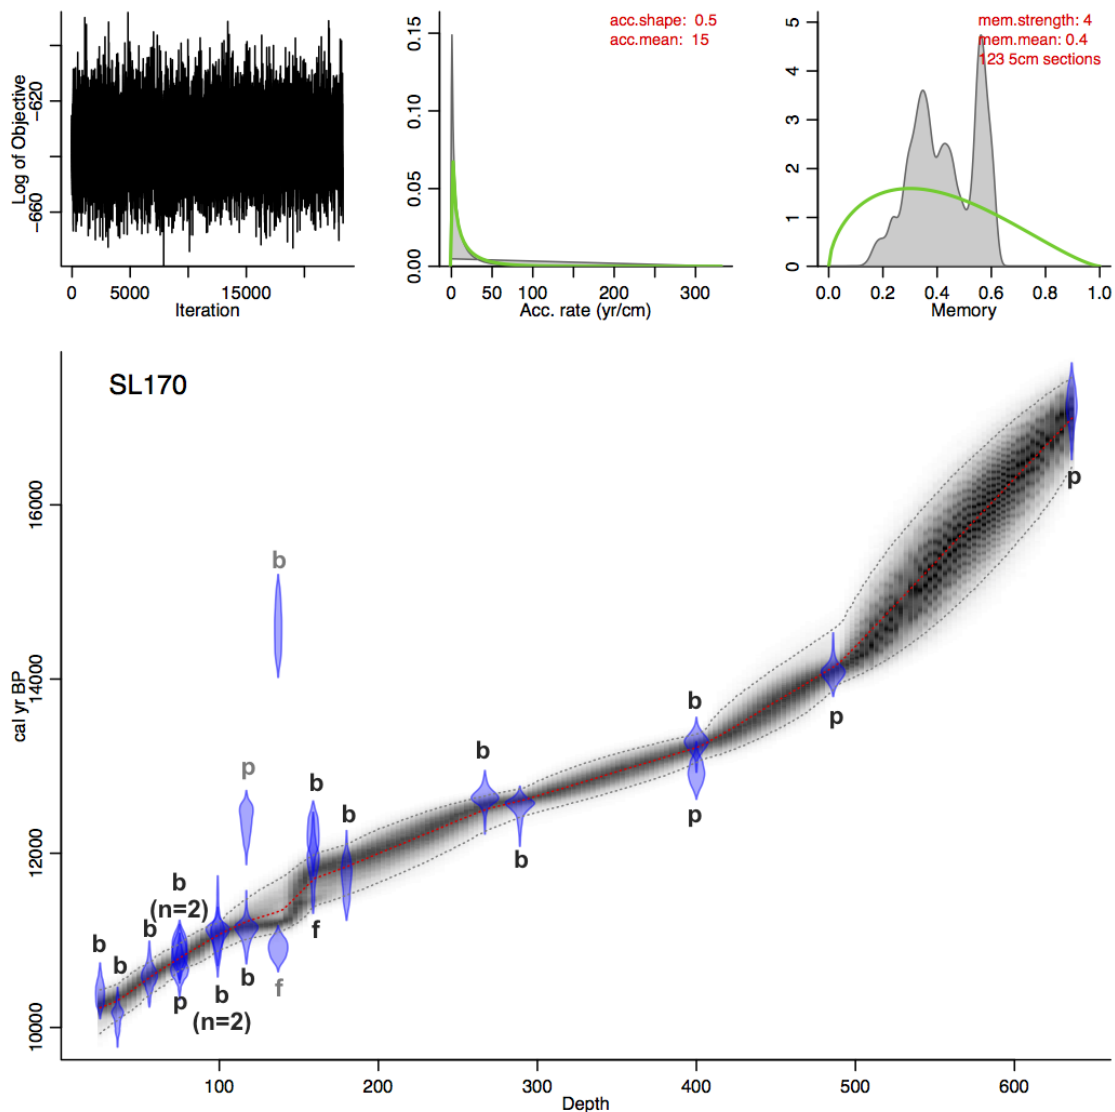 Log of Objective
-620
-660
0
5000
15000
Iteration
acc.shape: 0.5
acc.mean: 15
0.15
0.10
0.05
0.00
0
50
100
200
300
Acc. rate (yr/cm)
mem.strength: 4
mem.mean: 0.4
123 5cm sections
5
4
3
2
1
0
0.0
0.2
0.4
0.6
0.8
1.0
Memory
SL170
cal yr BP
16000
14000
12000
10000
b
p
b
b
b
(n=2)
b
b
b
p
b
(n=2)
b
f
f
b
b
b
p
p
p
100
200
300
400
500
600
Depth